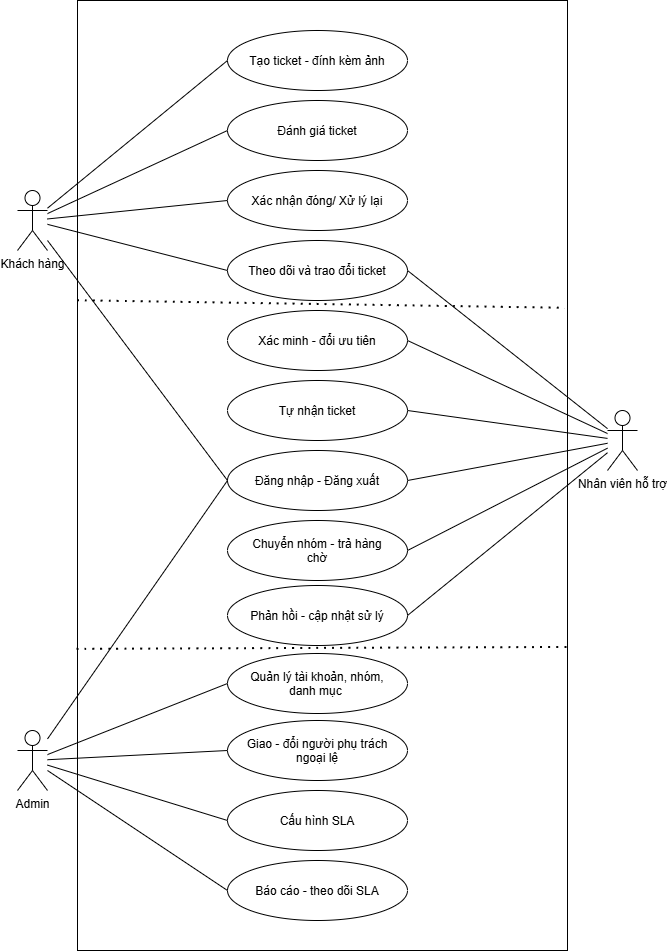 Tạo ticket - đính kèm ảnh
Đánh giá ticket
Xác nhận đóng/ Xử lý lại
Khách hàng
Theo dõi và trao đổi ticket
Xác minh - đổi ưu tiên
Tự nhận ticket
Đăng nhập - Đăng xuất
Nhân viên hỗ trợ
Chuyển nhóm - trả hàng
chờ
Phản hồi - cập nhật sử lý
Quản lý tài khoản, nhóm,
danh mục
Giao - đổi người phụ trách
ngoại lệ
Admin
Cấu hình SLA
Báo cáo - theo dõi SLA